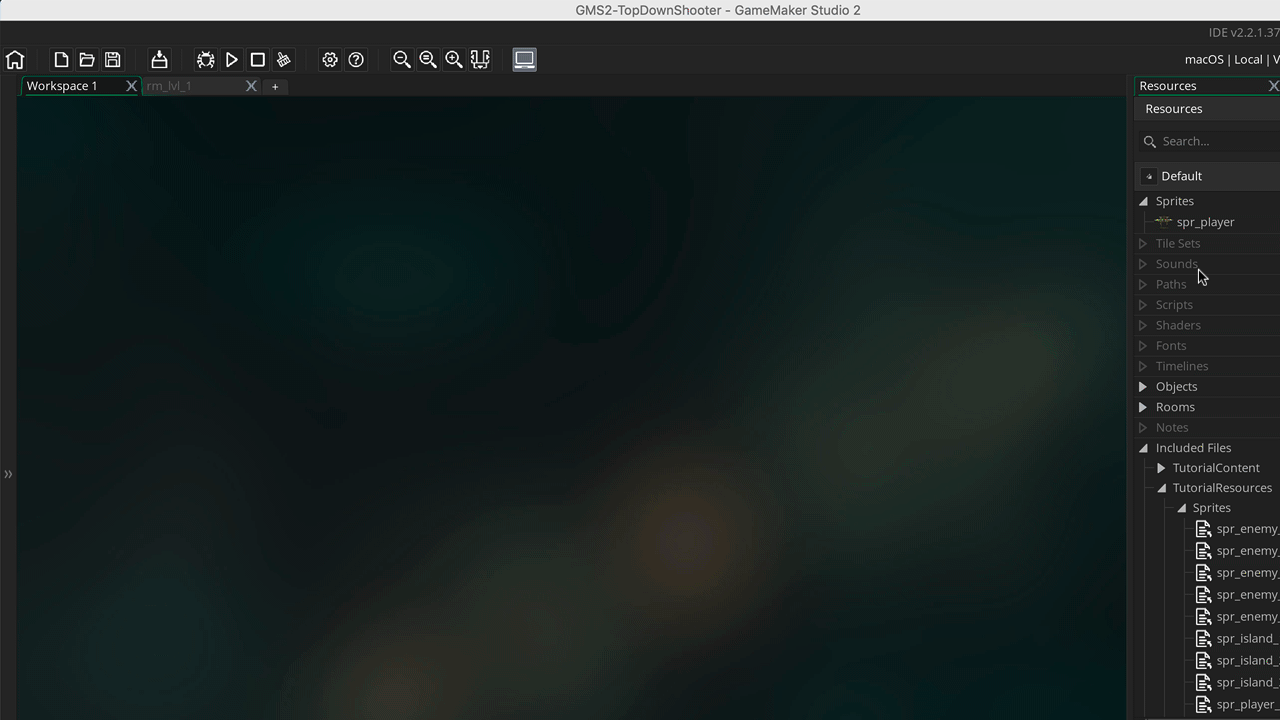 GMS2-TopDownShooter - GameMaker Studio 2
IDE v2.2.1.37
macOS | Local | V
Workspace 1
rm_lvl_1
+
Resources
Resources
Search...
Default
Sprites
spr_player
Tile Sets
Sounds
Paths
Scripts
Shaders
Fonts
Timelines
Objects
Rooms
Notes
Included Files
TutorialContent
TutorialResources
Sprites
spr_enemy_
spr_enemy_
spr_enemy_
spr_enemy_
spr_enemy_
spr_island_
spr_island_
spr_island_
spr_player_